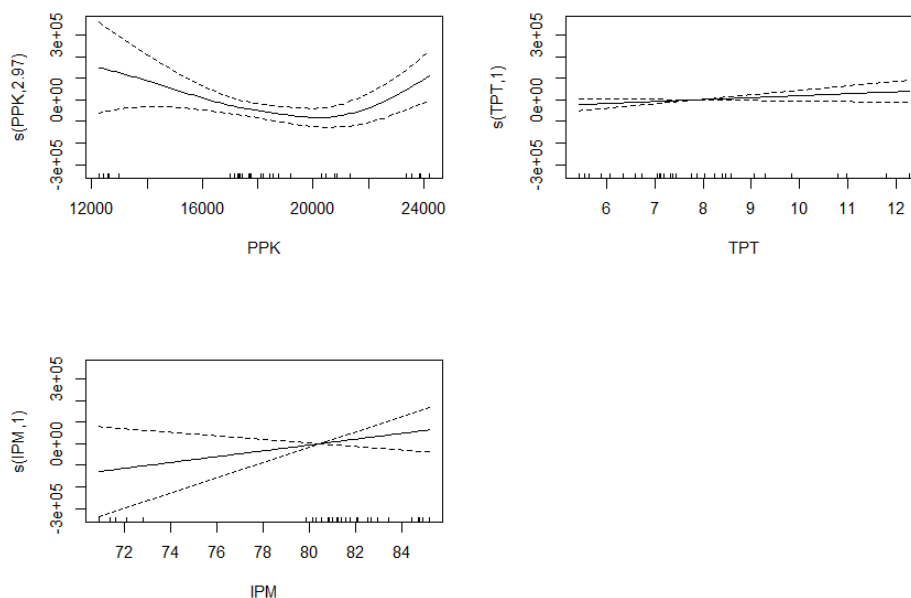 s(PPK,2.97)
3e+05
0e+00
-3e+05
12000 16000 20000 24000
PPK
s(TPT,1)
3e+05
0e+00
-3e+05
6 7 8 9 10 11 12
TPT
s(IPM,1)
3e+05
0e+00
-3e+05
72 74 76 78 80 82 84
IPM